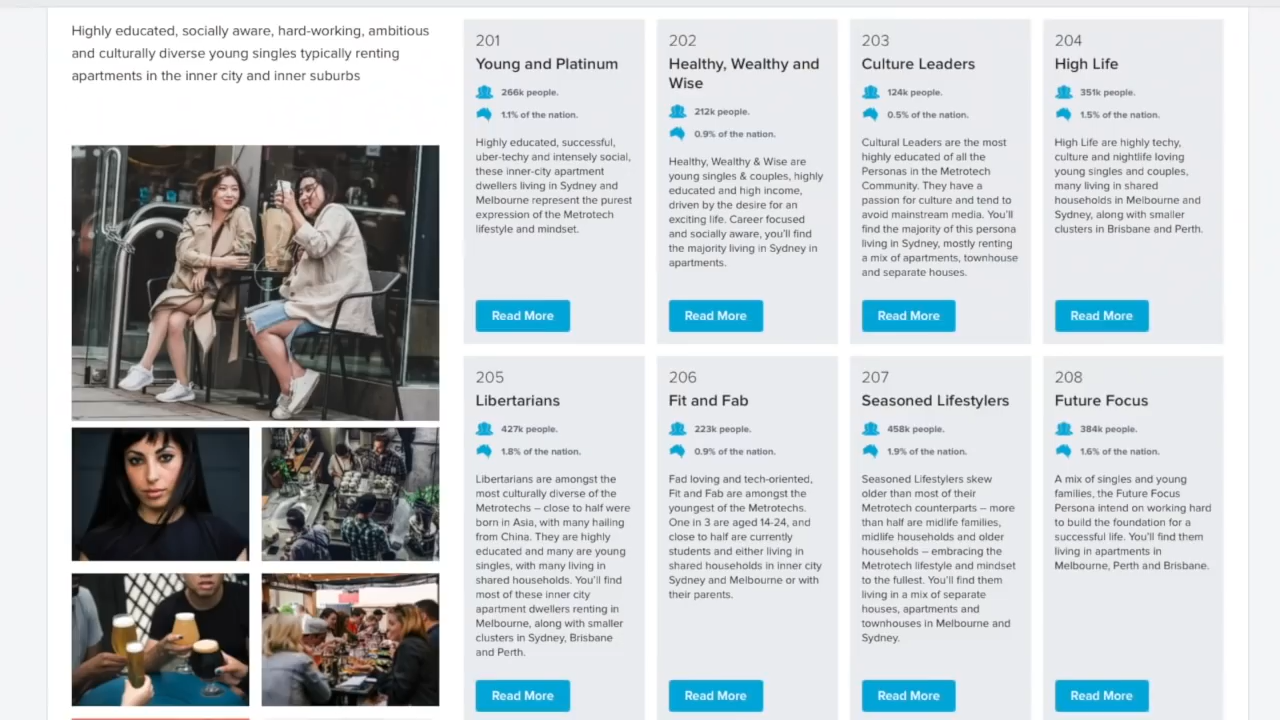 Highly educated, socially aware, hard-working, ambitious
and culturally diverse young singles typically renting
apartments in the inner city and inner suburbs
201
Young and Platinum
266k people.
1.1% of the nation.
Highly educated, successful,
uber-techy and intensely social,
these inner-city apartment
dwellers living in Sydney and
Melbourne represent the purest
expression of the Metrotech
lifestyle and mindset.
Read More
202
Healthy, Wealthy and
Wise
212k people.
0.9% of the nation.
Healthy, Wealthy & Wise are
young singles & couples, highly
educated and high income,
driven by the desire for an
exciting life. Career focused
and socially aware, you'll find
the majority living in Sydney in
apartments.
Read More
203
Culture Leaders
124k people.
0.5% of the nation.
Cultural Leaders are the most
highly educated of all the
Personas in the Metrotech
Community. They have a
passion for culture and tend to
avoid mainstream media. You'll
find the majority of this persona
living in Sydney, mostly renting
a mix of apartments, townhouse
and separate houses.
Read More
204
High Life
351k people.
1.5% of the nation.
High Life are highly techy,
culture and nightlife loving
young singles and couples,
many living in shared
households in Melbourne and
Sydney, along with smaller
clusters in Brisbane and Perth.
Read More
205
Libertarians
427k people.
1.8% of the nation.
Libertarians are amongst the
most culturally diverse of the
Metrotechs – close to half were
born in Asia, with many hailing
from China. They are highly
educated and many are young
singles, with many living in
shared households. You'll find
most of these inner city
apartment dwellers renting in
Melbourne, along with smaller
clusters in Sydney, Brisbane
and Perth.
Read More
206
Fit and Fab
223k people.
0.9% of the nation.
Fad loving and tech-oriented,
Fit and Fab are amongst the
youngest of the Metrotechs.
One in 3 are aged 14-24, and
close to half are currently
students and either living in
shared households in inner city
Sydney and Melbourne or with
their parents.
Read More
207
Seasoned Lifestylers
458k people.
1.9% of the nation.
Seasoned Lifestylers skew
older than most of their
Metrotech counterparts – more
than half are midlife families,
midlife households and older
households – embracing the
Metrotech lifestyle and mindset
to the fullest. You'll find them
living in a mix of separate
houses, apartments and
townhouses in Melbourne and
Sydney.
Read More
208
Future Focus
384k people.
1.6% of the nation.
A mix of singles and young
families, the Future Focus
Persona intend on working hard
to build the foundation for a
successful life. You'll find them
living in apartments in
Melbourne, Perth and Brisbane.
Read More